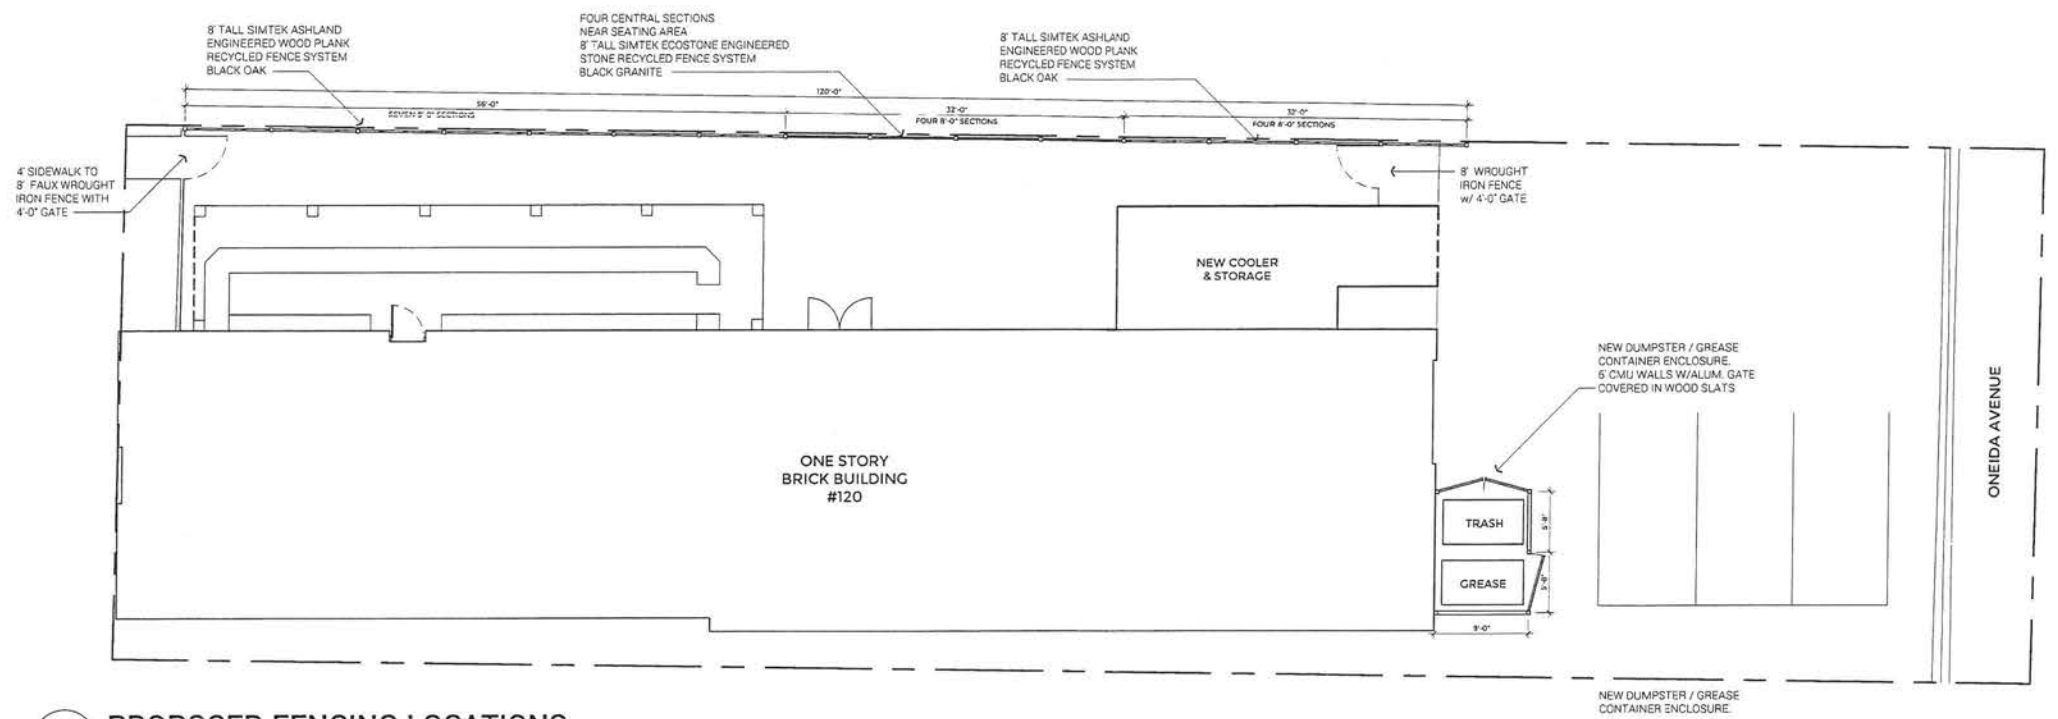 8' TALL SIMTEK ASHLAND
ENGINEERED WOOD PLANK
RECYCLED FENCE SYSTEM
BLACK OAK
FOUR CENTRAL SECTIONS
NEAR SEATING AREA
8' TALL SIMTEK ECOSTONE ENGINEERED
STONE RECYCLED FENCE SYSTEM
BLACK GRANITE
8' TALL SIMTEK ASHLAND
ENGINEERED WOOD PLANK
RECYCLED FENCE SYSTEM
BLACK OAK
120'-0"
56'-0"
SEVEN 8'-0" SECTIONS
32'-0"
FOUR 8'-0" SECTIONS
32'-0"
FOUR 8'-0" SECTIONS
4' SIDEWALK TO
8' FAUX WROUGHT
IRON FENCE WITH
4'-0" GATE
8' WROUGHT
IRON FENCE
w/ 4'-0" GATE
NEW COOLER
& STORAGE
NEW DUMPSTER / GREASE
CONTAINER ENCLOSURE.
6' CMU WALLS W/ALUM. GATE
COVERED IN WOOD SLATS
ONEIDA AVENUE
ONE STORY
BRICK BUILDING
#120
TRASH
5'-8"
GREASE
5'-8"
9'-0"
NEW DUMPSTER / GREASE
CONTAINER ENCLOSURE.
PROPOSED FENCING LOCATIONS